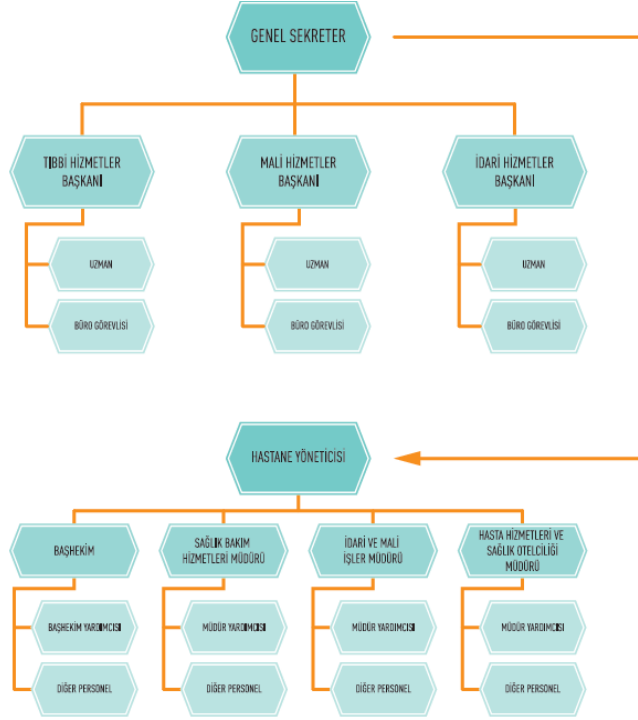 GENEL SEKRETER
TIBBİ HİZMETLER
BAŞKANI
MALİ HİZMETLER
BAŞKANI
İDARİ HİZMETLER
BAŞKANI
UZMAN
UZMAN
UZMAN
BÜRO GÖREVLİSİ
BÜRO GÖREVLİSİ
BÜRO GÖREVLİSİ
HASTANE YÖNETİCİSİ
BAŞHEKİM
SAĞLIK BAKIM
HİZMETLERİ MÜDÜRÜ
İDARİ VE MALİ
İŞLER MÜDÜRÜ
HASTA HİZMETLERİ VE
SAĞLIK OTELCİLİĞİ
MÜDÜRÜ
BAŞHEKİM YARDIMCISI
MÜDÜR YARDIMCISI
MÜDÜR YARDIMCISI
MÜDÜR YARDIMCISI
DİĞER PERSONEL
DİĞER PERSONEL
DİĞER PERSONEL
DİĞER PERSONEL